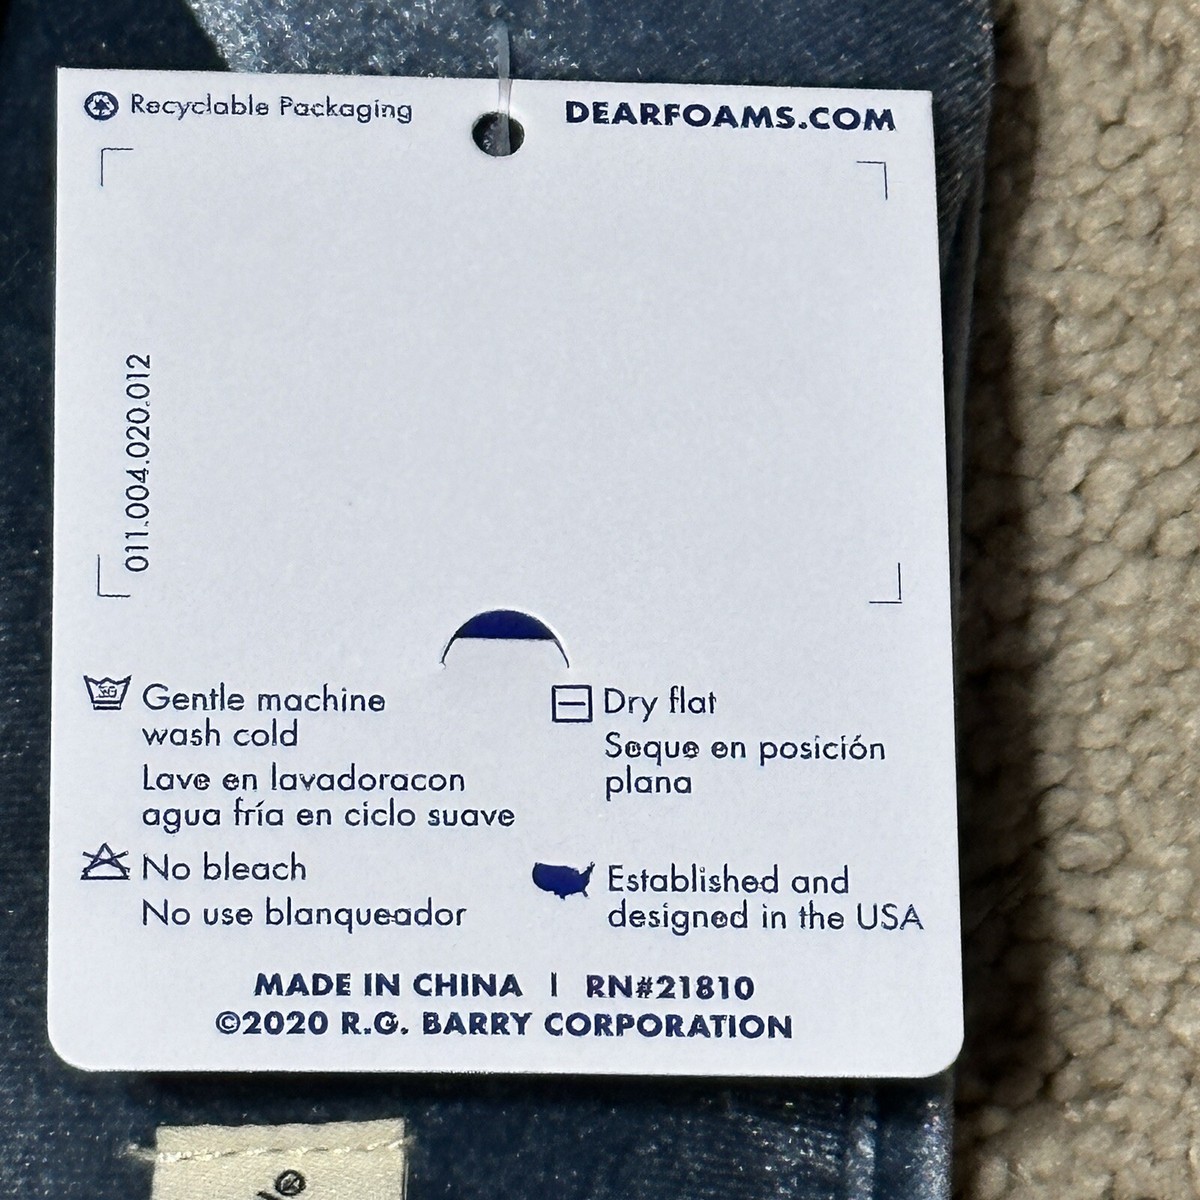 Recyclable Packaging
DEARFOAMS.COM
011.004.020.012
Gentle machine
wash cold
Lave en lavadoracon
agua fría en ciclo suave
No bleach
No use blanqueador
Dry flat
Seque en posición
plana
Established and
designed in the USA
MADE IN CHINA | RN#21810
©2020 R.G. BARRY CORPORATION